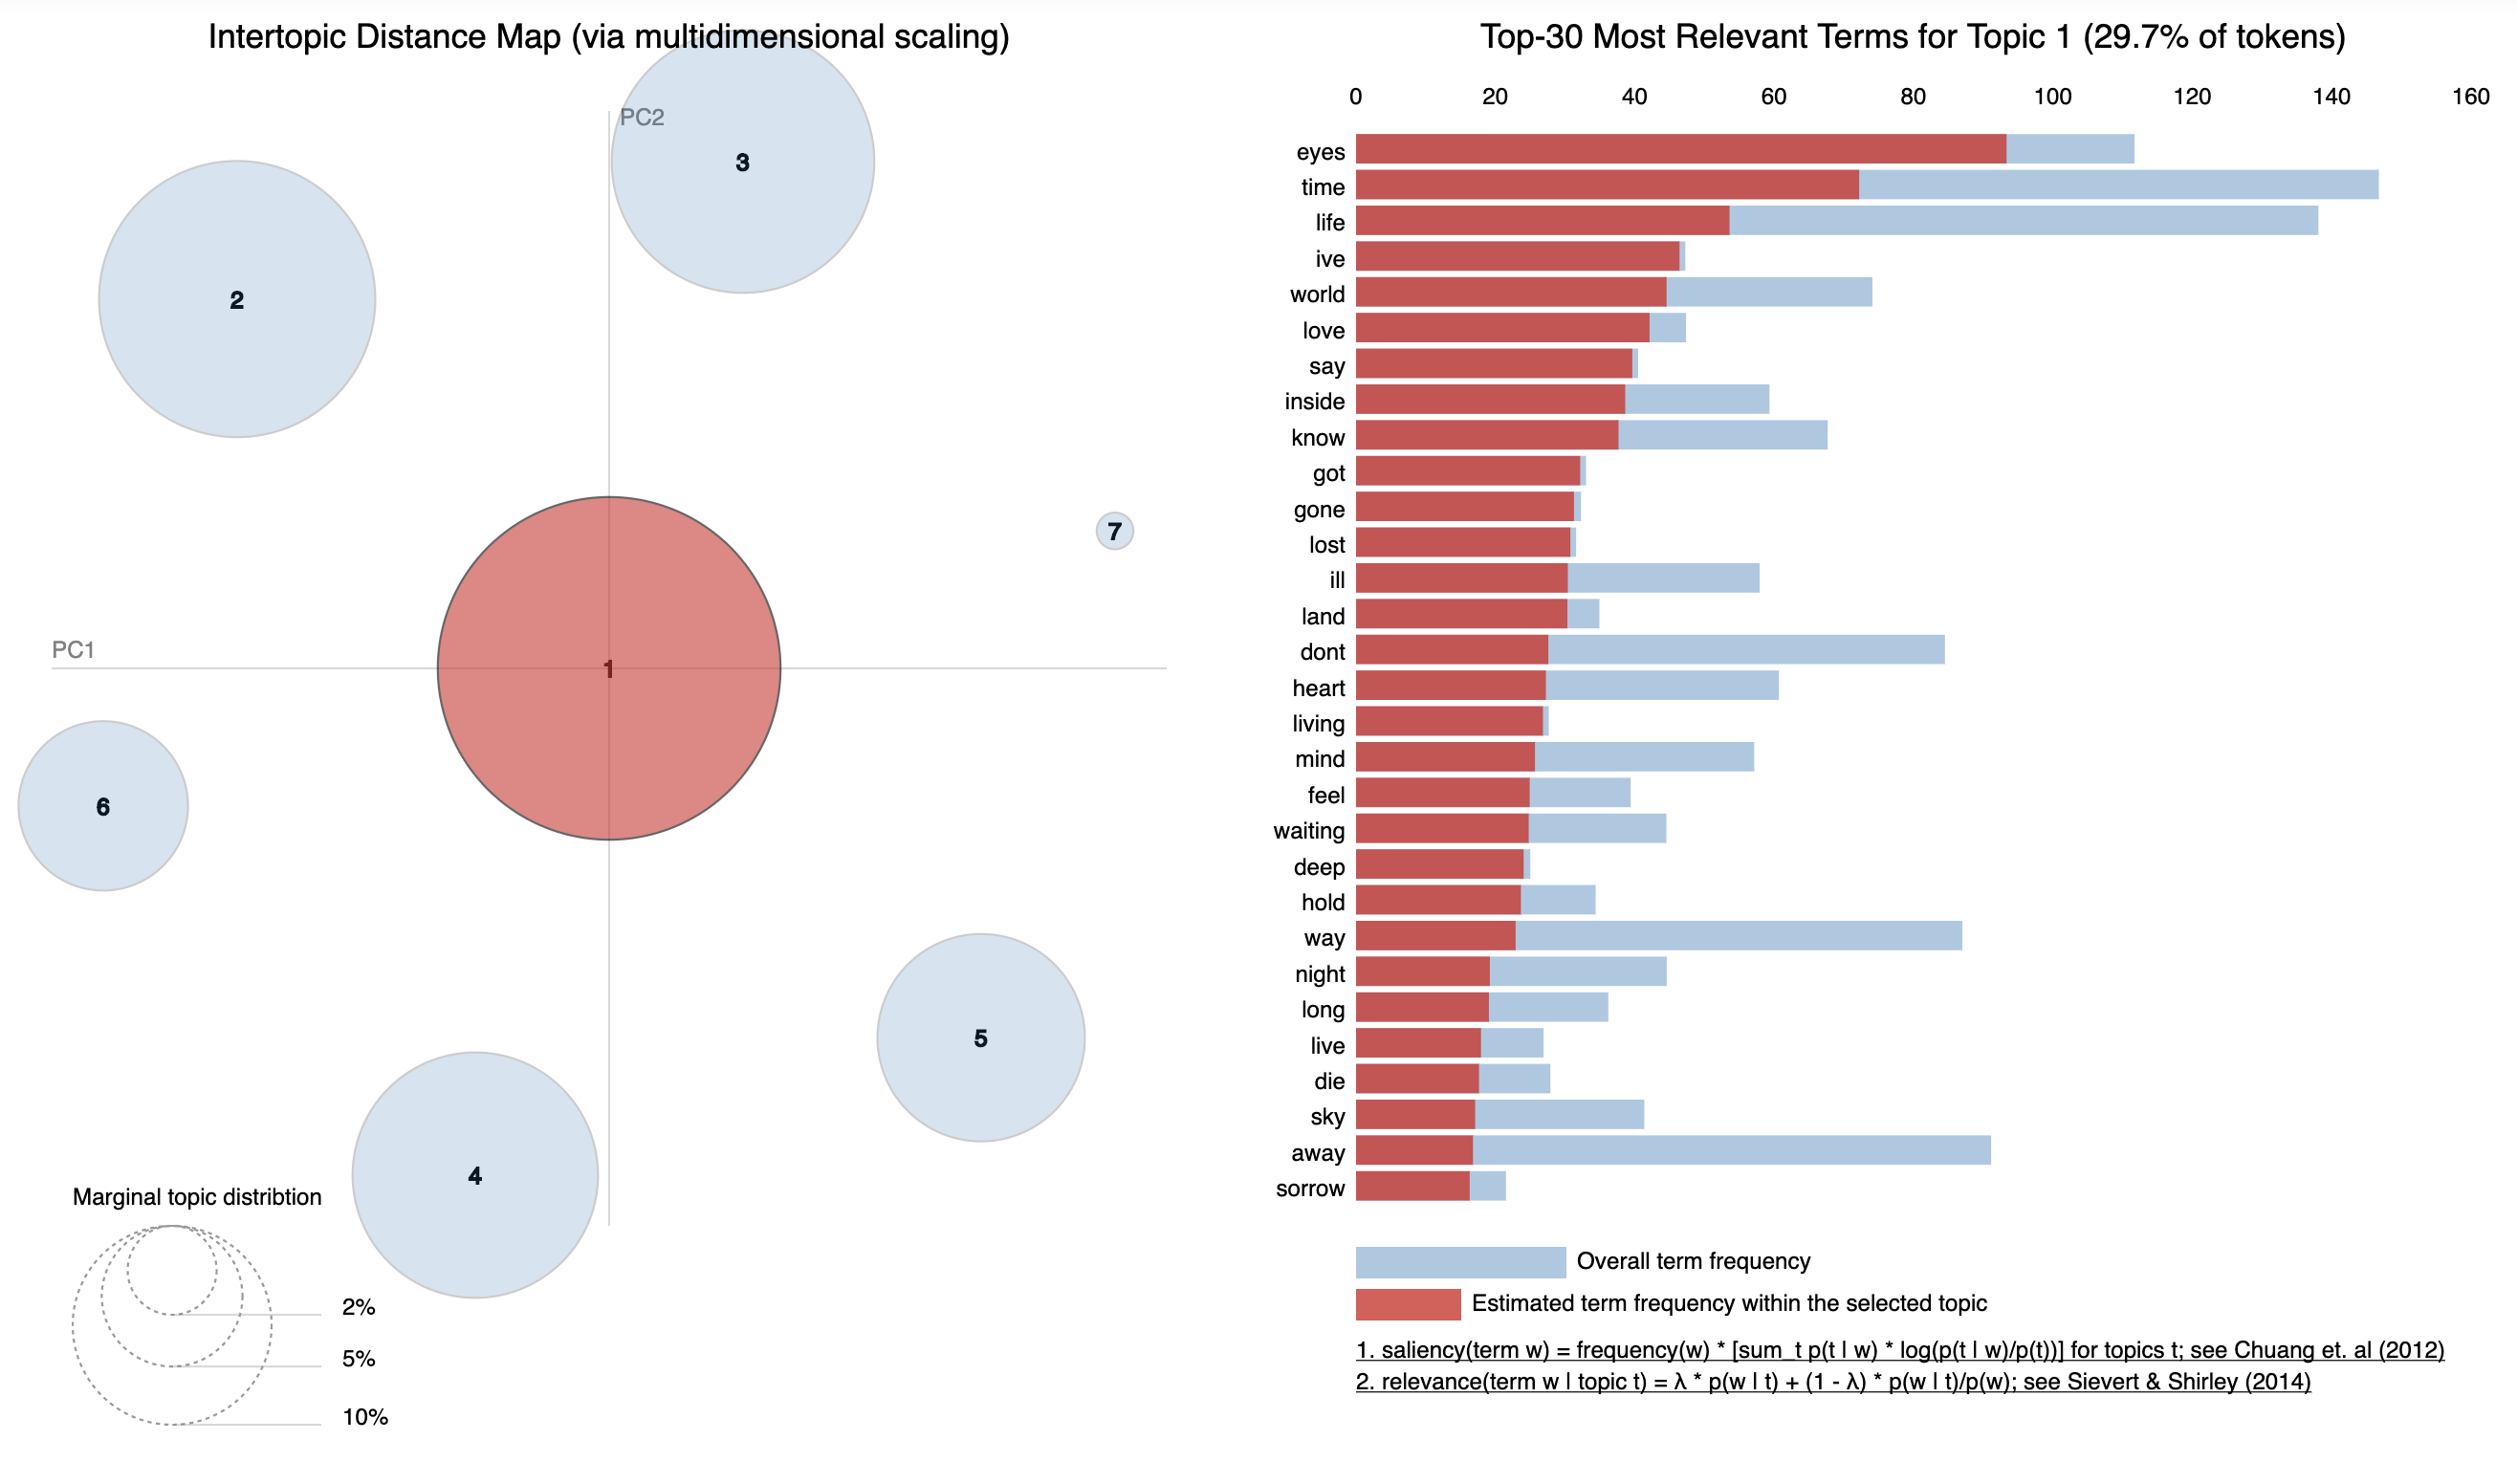 Intertopic Distance Map (via multidimensional scaling)
PC2
3
2
7
PC1
1
6
5
4
Marginal topic distribtion
2%
5%
10%
Top-30 Most Relevant Terms for Topic 1 (29.7% of tokens)
0 20 40 60 80 100 120 140 160
eyes
time
life
ive
world
love
say
inside
know
got
gone
lost
ill
land
dont
heart
living
mind
feel
waiting
deep
hold
way
night
long
live
die
sky
away
sorrow
Overall term frequency
Estimated term frequency within the selected topic
1. saliency(term w) = frequency(w) * [sum_t p(t | w) * log(p(t | w)/p(t))] for topics t; see Chuang et. al (2012)
2. relevance(term w | topic t) = λ * p(w | t) + (1 - λ) * p(w | t)/p(w); see Sievert & Shirley (2014)